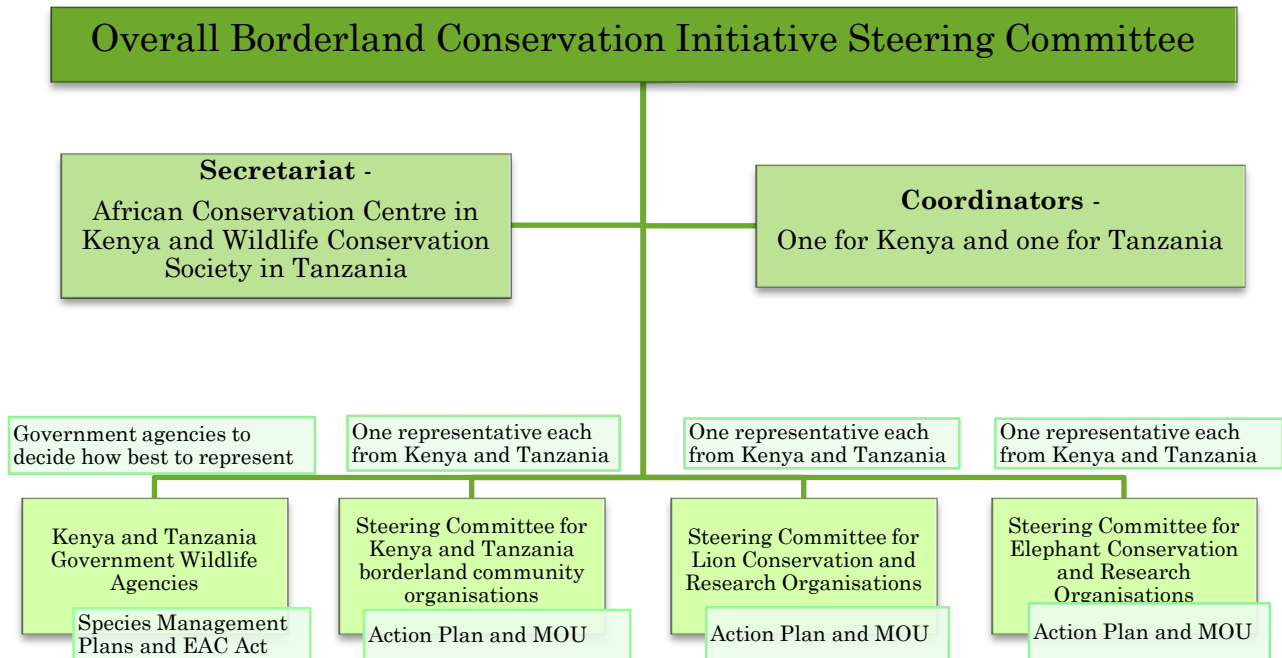 Overall Borderland Conservation Initiative Steering Committee
Secretariat -
African Conservation Centre in
Kenya and Wildlife Conservation
Society in Tanzania
Coordinators -
One for Kenya and one for Tanzania
Government agencies to
decide how best to represent
One representative each
from Kenya and Tanzania
One representative each
from Kenya and Tanzania
One representative each
from Kenya and Tanzania
Kenya and Tanzania
Government Wildlife
Agencies
Species Management
Plans and EAC Act
Steering Committee for
Kenya and Tanzania
borderland community
organisations
Action Plan and MOU
Steering Committee for
Lion Conservation and
Research Organisations
Action Plan and MOU
Steering Committee for
Elephant Conservation
and Research
Organisations
Action Plan and MOU